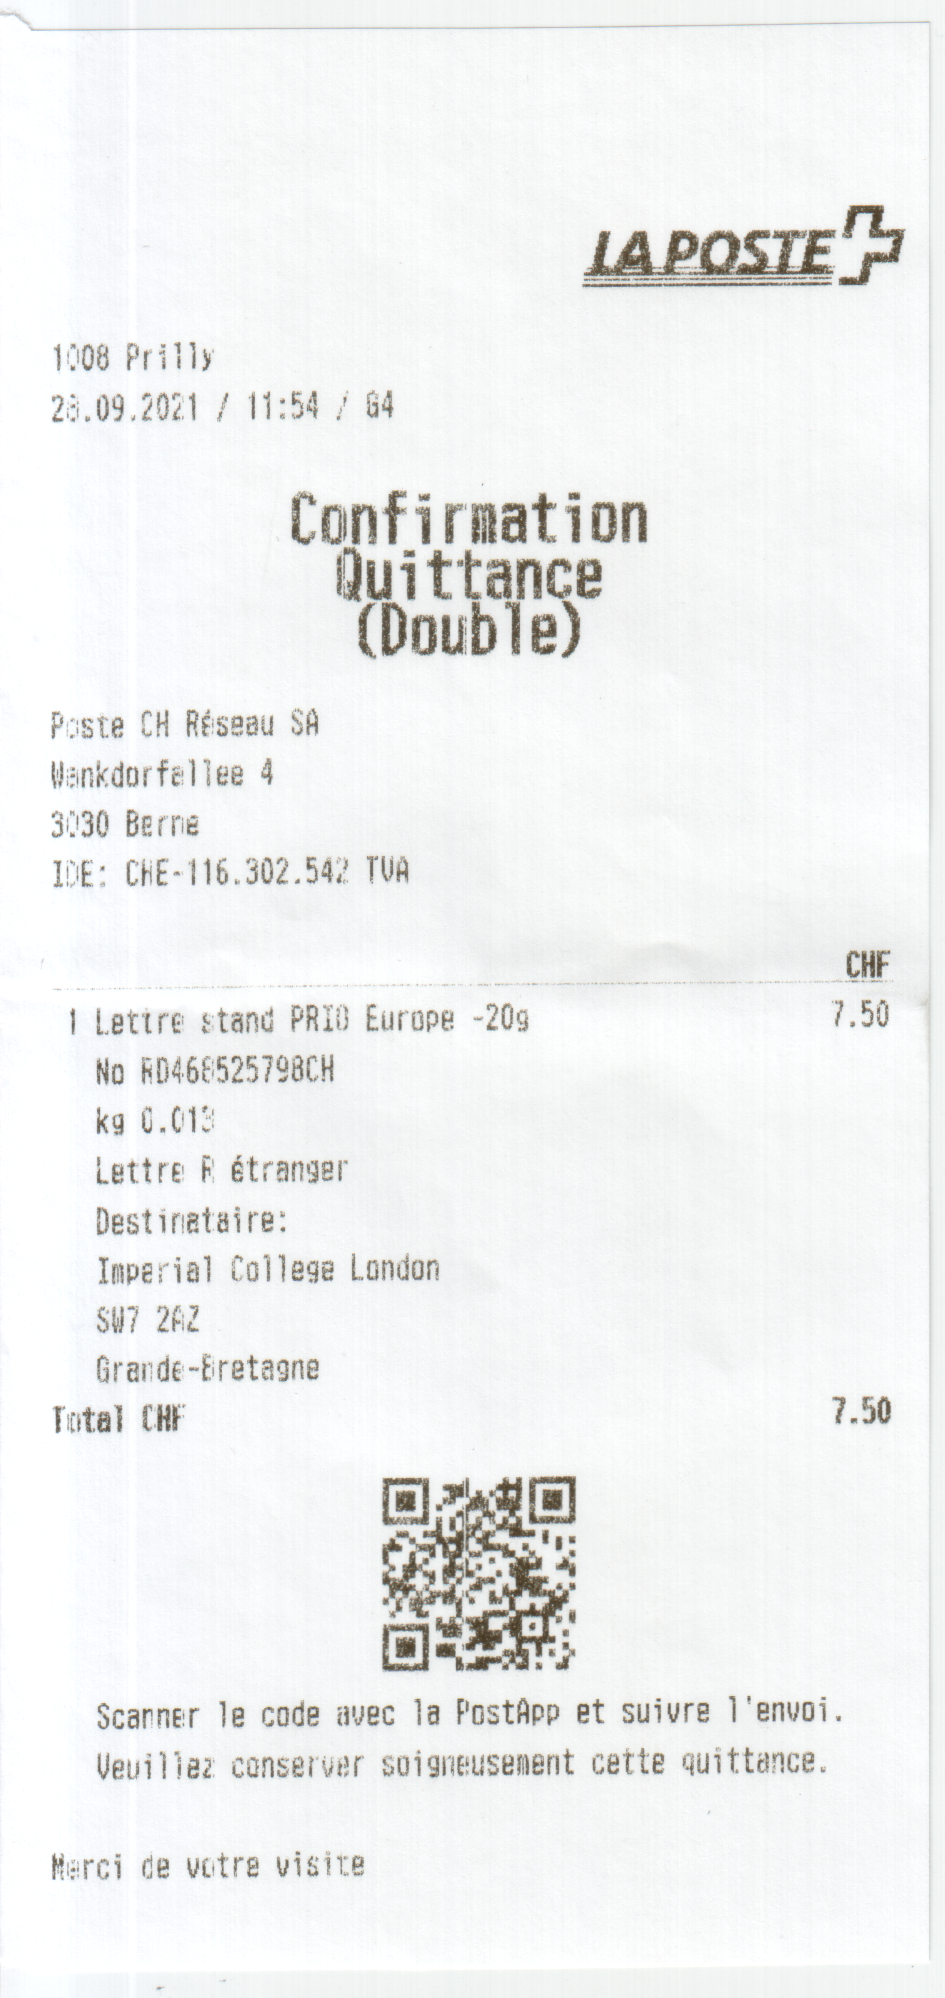 LA POSTE
1008 Prilly
28.09.2021 / 11:54 / G4
Confirmation
Quittance
(Double)
Poste CH Réseau SA
Wankdorfallee 4
3030 Berne
IDE: CHE-116.302.542 TVA
CHF
1 Lettre stand PRIO Europe -20g 7.50
No RD468525798CH
kg 0.013
Lettre R étranger
Destinataire:
Imperial College London
SW7 2AZ
Grande-Bretagne
Total CHF 7.50
Scanner le code avec la PostApp et suivre l'envoi.
Veuillez conserver soigneusement cette quittance.
Merci de votre visite